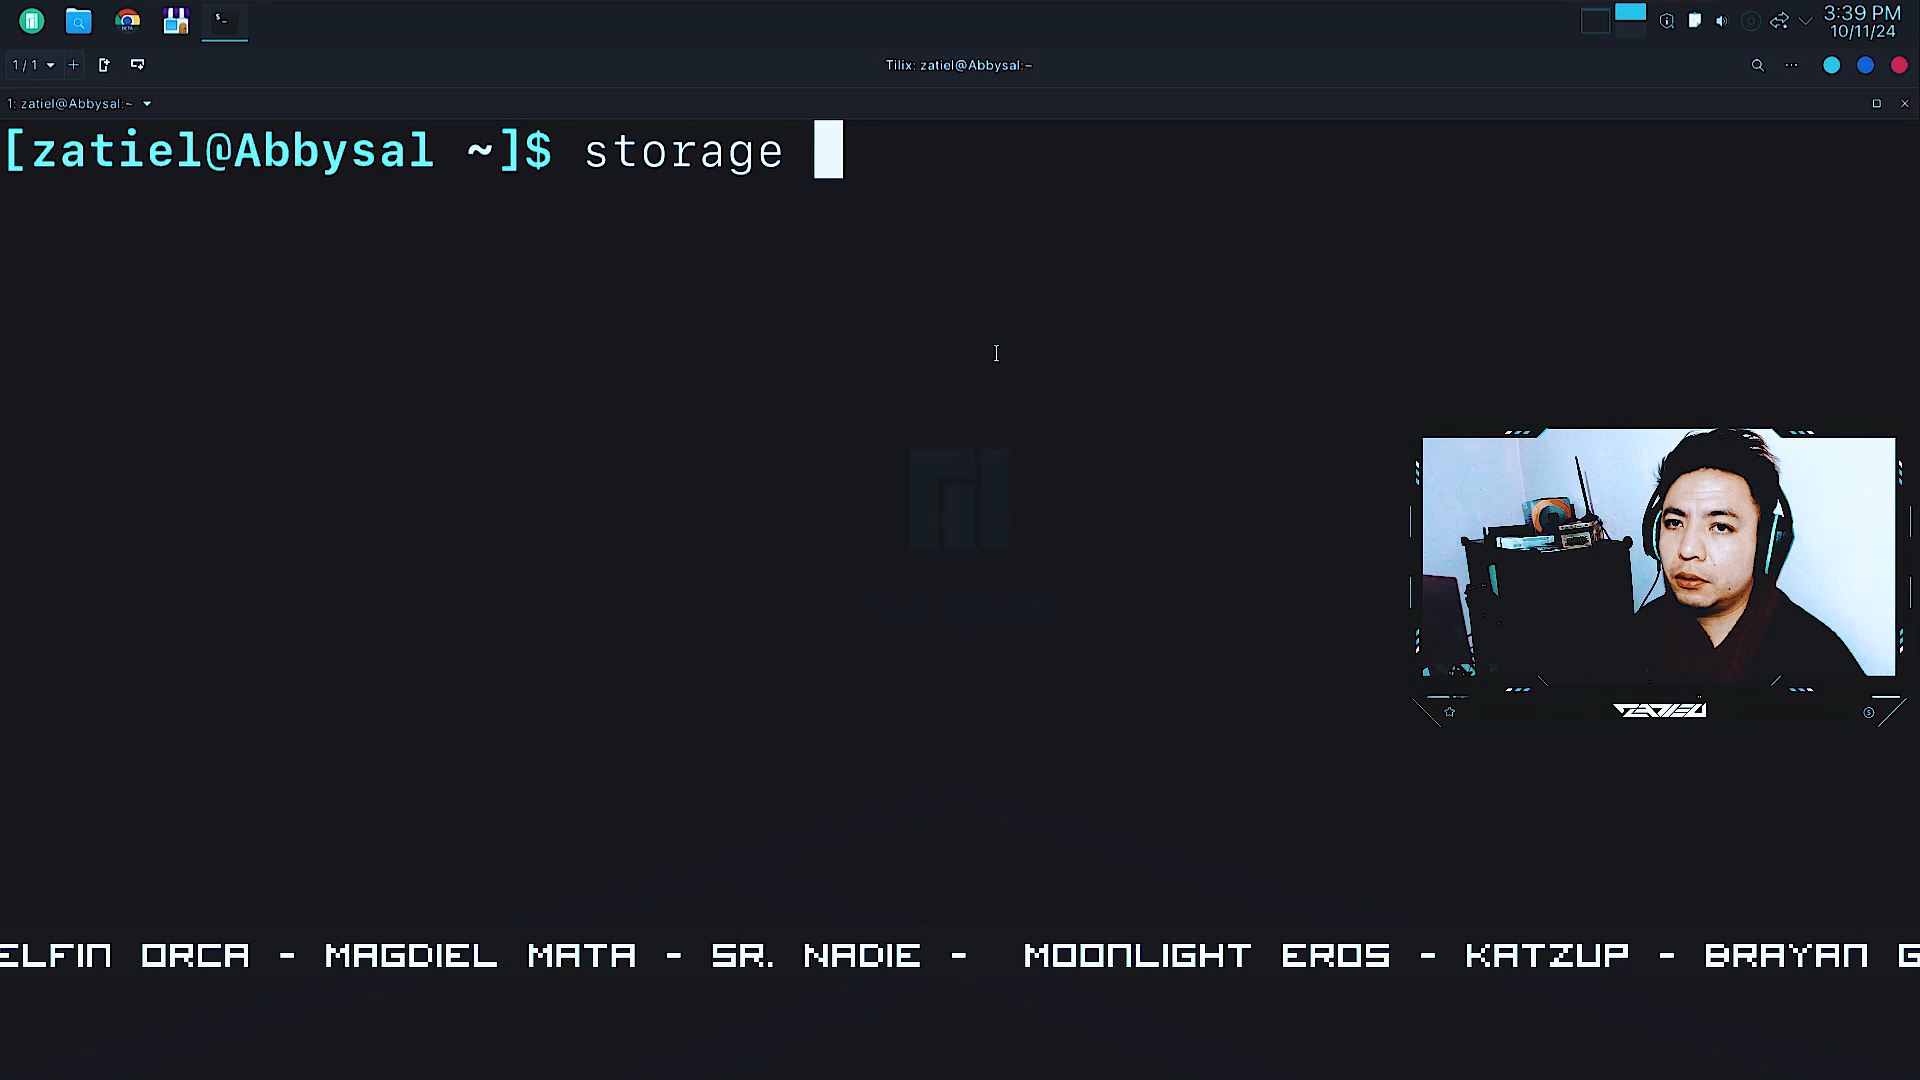 3:39 PM
10/11/24
1 / 1
Tilix: zatiel@Abbysal:~
1: zatiel@Abbysal:~
[zatiel@Abbysal ~]$ storage
ZATIEL
ELFIN ORCA - MAGDIEL MATA - SR. NADIE - MOONLIGHT EROS - KATZUP - BRAYAN G